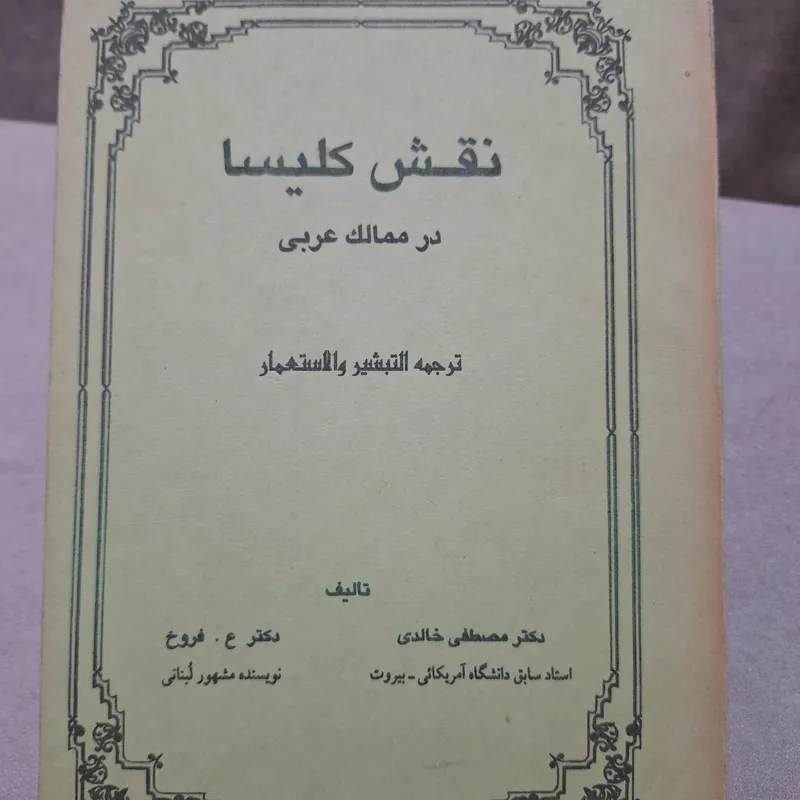 نقش کلیسا
در ممالك عربی
ترجمه التبشیر والاستعمار
تالیف
دکتر مصطفی خالدی
استاد سابق دانشگاه آمریکائی - بیروت
دکتر ع. فروخ
نویسنده مشهور لُبنانی